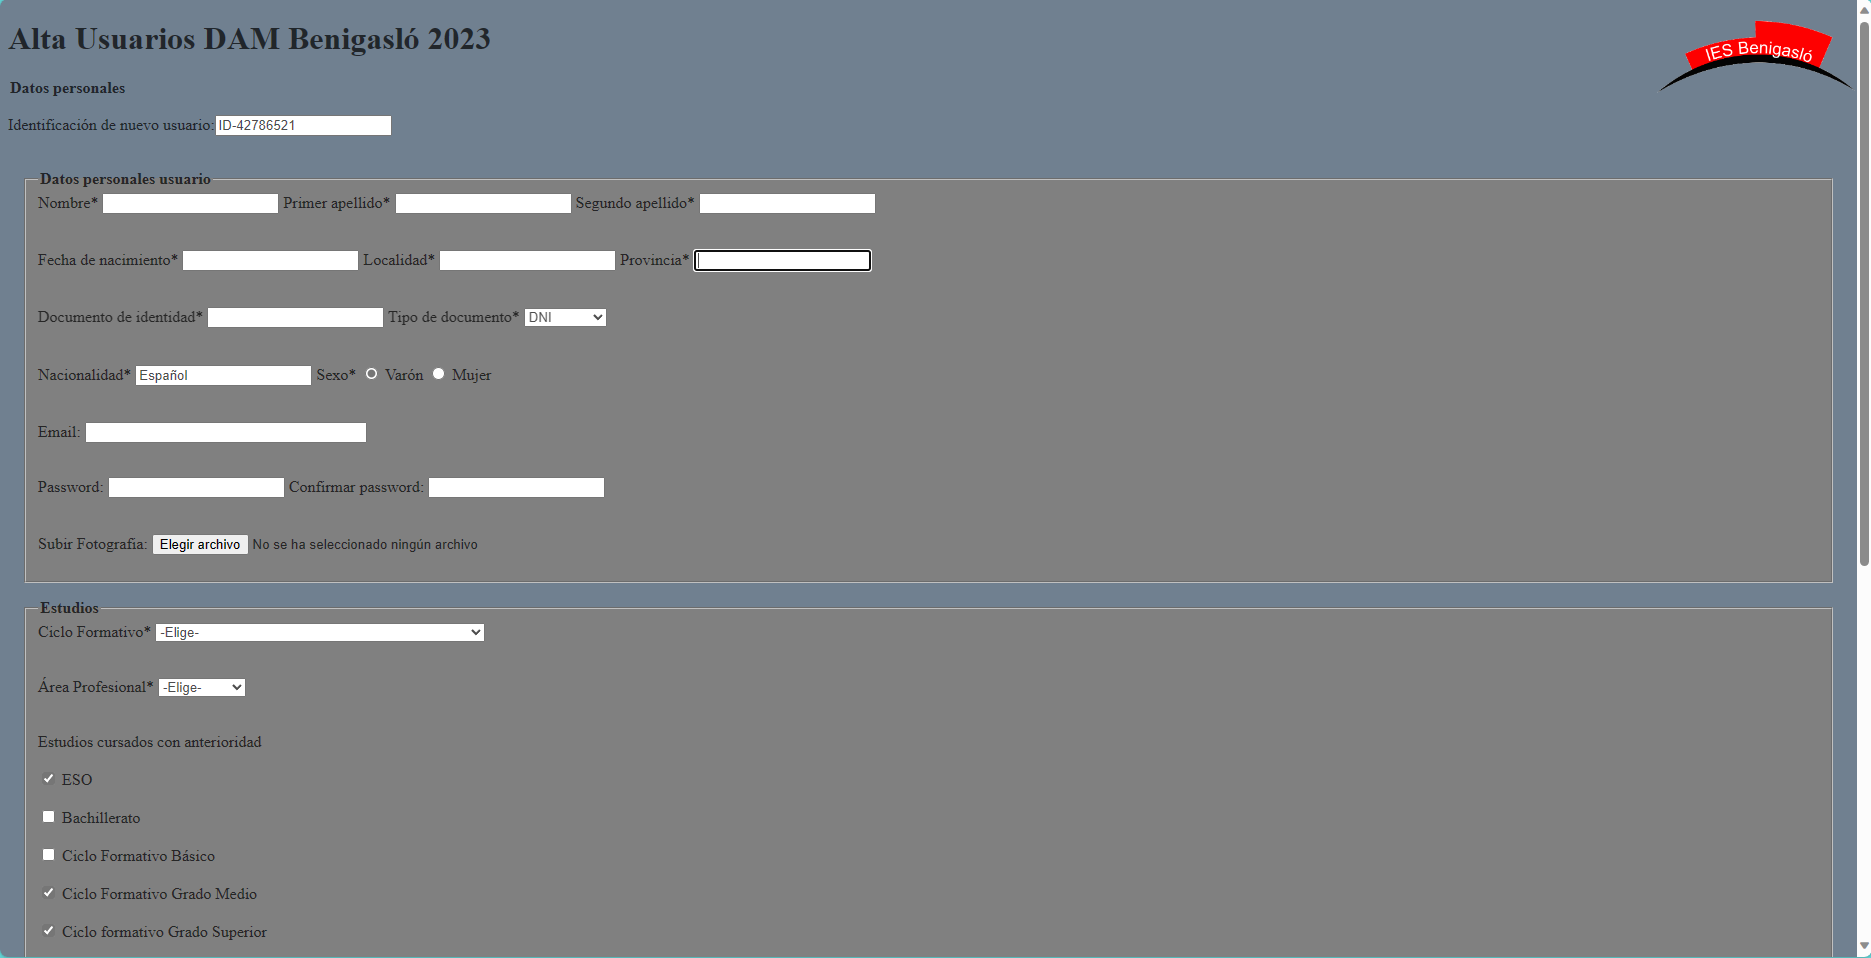 Alta Usuarios DAM Benigasló 2023
IES Benigasló
Datos personales
Identificación de nuevo usuario: ID-42786521
Datos personales usuario
Nombre* Primer apellido* Segundo apellido*
Fecha de nacimiento* Localidad* Provincia*
Documento de identidad* Tipo de documento* DNI
Nacionalidad* Español Sexo* Varón Mujer
Email:
Password: Confirmar password:
Subir Fotografía: Elegir archivo No se ha seleccionado ningún archivo
Estudios
Ciclo Formativo* -Elige-
Área Profesional* -Elige-
Estudios cursados con anterioridad
ESO
Bachillerato
Ciclo Formativo Básico
Ciclo Formativo Grado Medio
Ciclo formativo Grado Superior